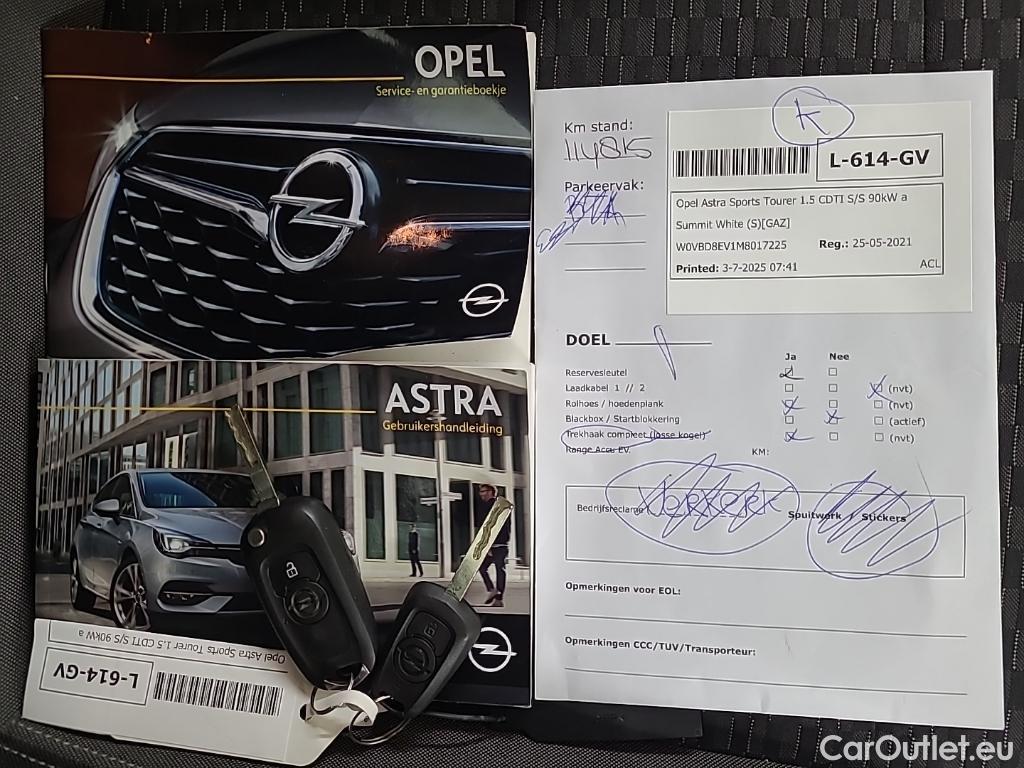 OPEL
Service- en garantieboekje
ASTRA
Gebruikershandleiding
Opel Astra Sports Tourer 1.5 CDTI S/S 90kW a
L-614-GV
Km stand:
114815
Parkeervak:
K
L-614-GV
Opel Astra Sports Tourer 1.5 CDTI S/S 90kW a
Summit White (S)[GAZ]
W0VBD8EV1M8017225 Reg.: 25-05-2021
Printed: 3-7-2025 07:41 ACL
DOEL
Ja Nee
Reservesleutel
Laadkabel 1 // 2 (nvt)
Rolhoes / hoedenplank (nvt)
Blackbox / Startblokkering (actief)
Trekhaak compleet (losse kogel) (nvt)
Range Accu EV. KM:
Bedrijfsreclame Spuitwerk / Stickers
Opmerkingen voor EOL:
Opmerkingen CCC/TUV/Transporteur:
CarOutlet.eu